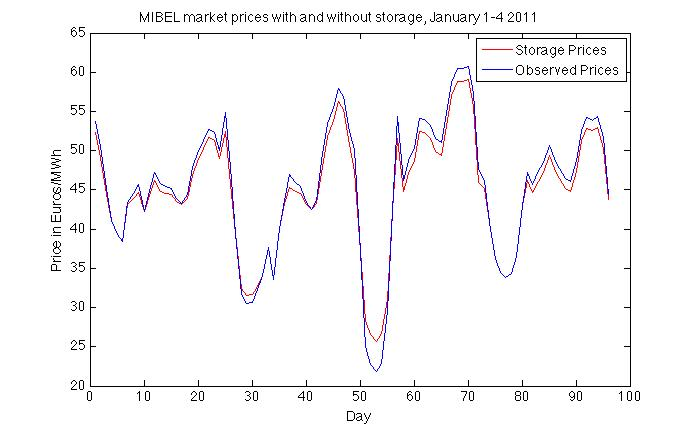 MIBEL market prices with and without storage, January 1-4 2011
Storage Prices
Observed Prices
Price in Euros/MWh
65
60
55
50
45
40
35
30
25
20
0 10 20 30 40 50 60 70 80 90 100
Day